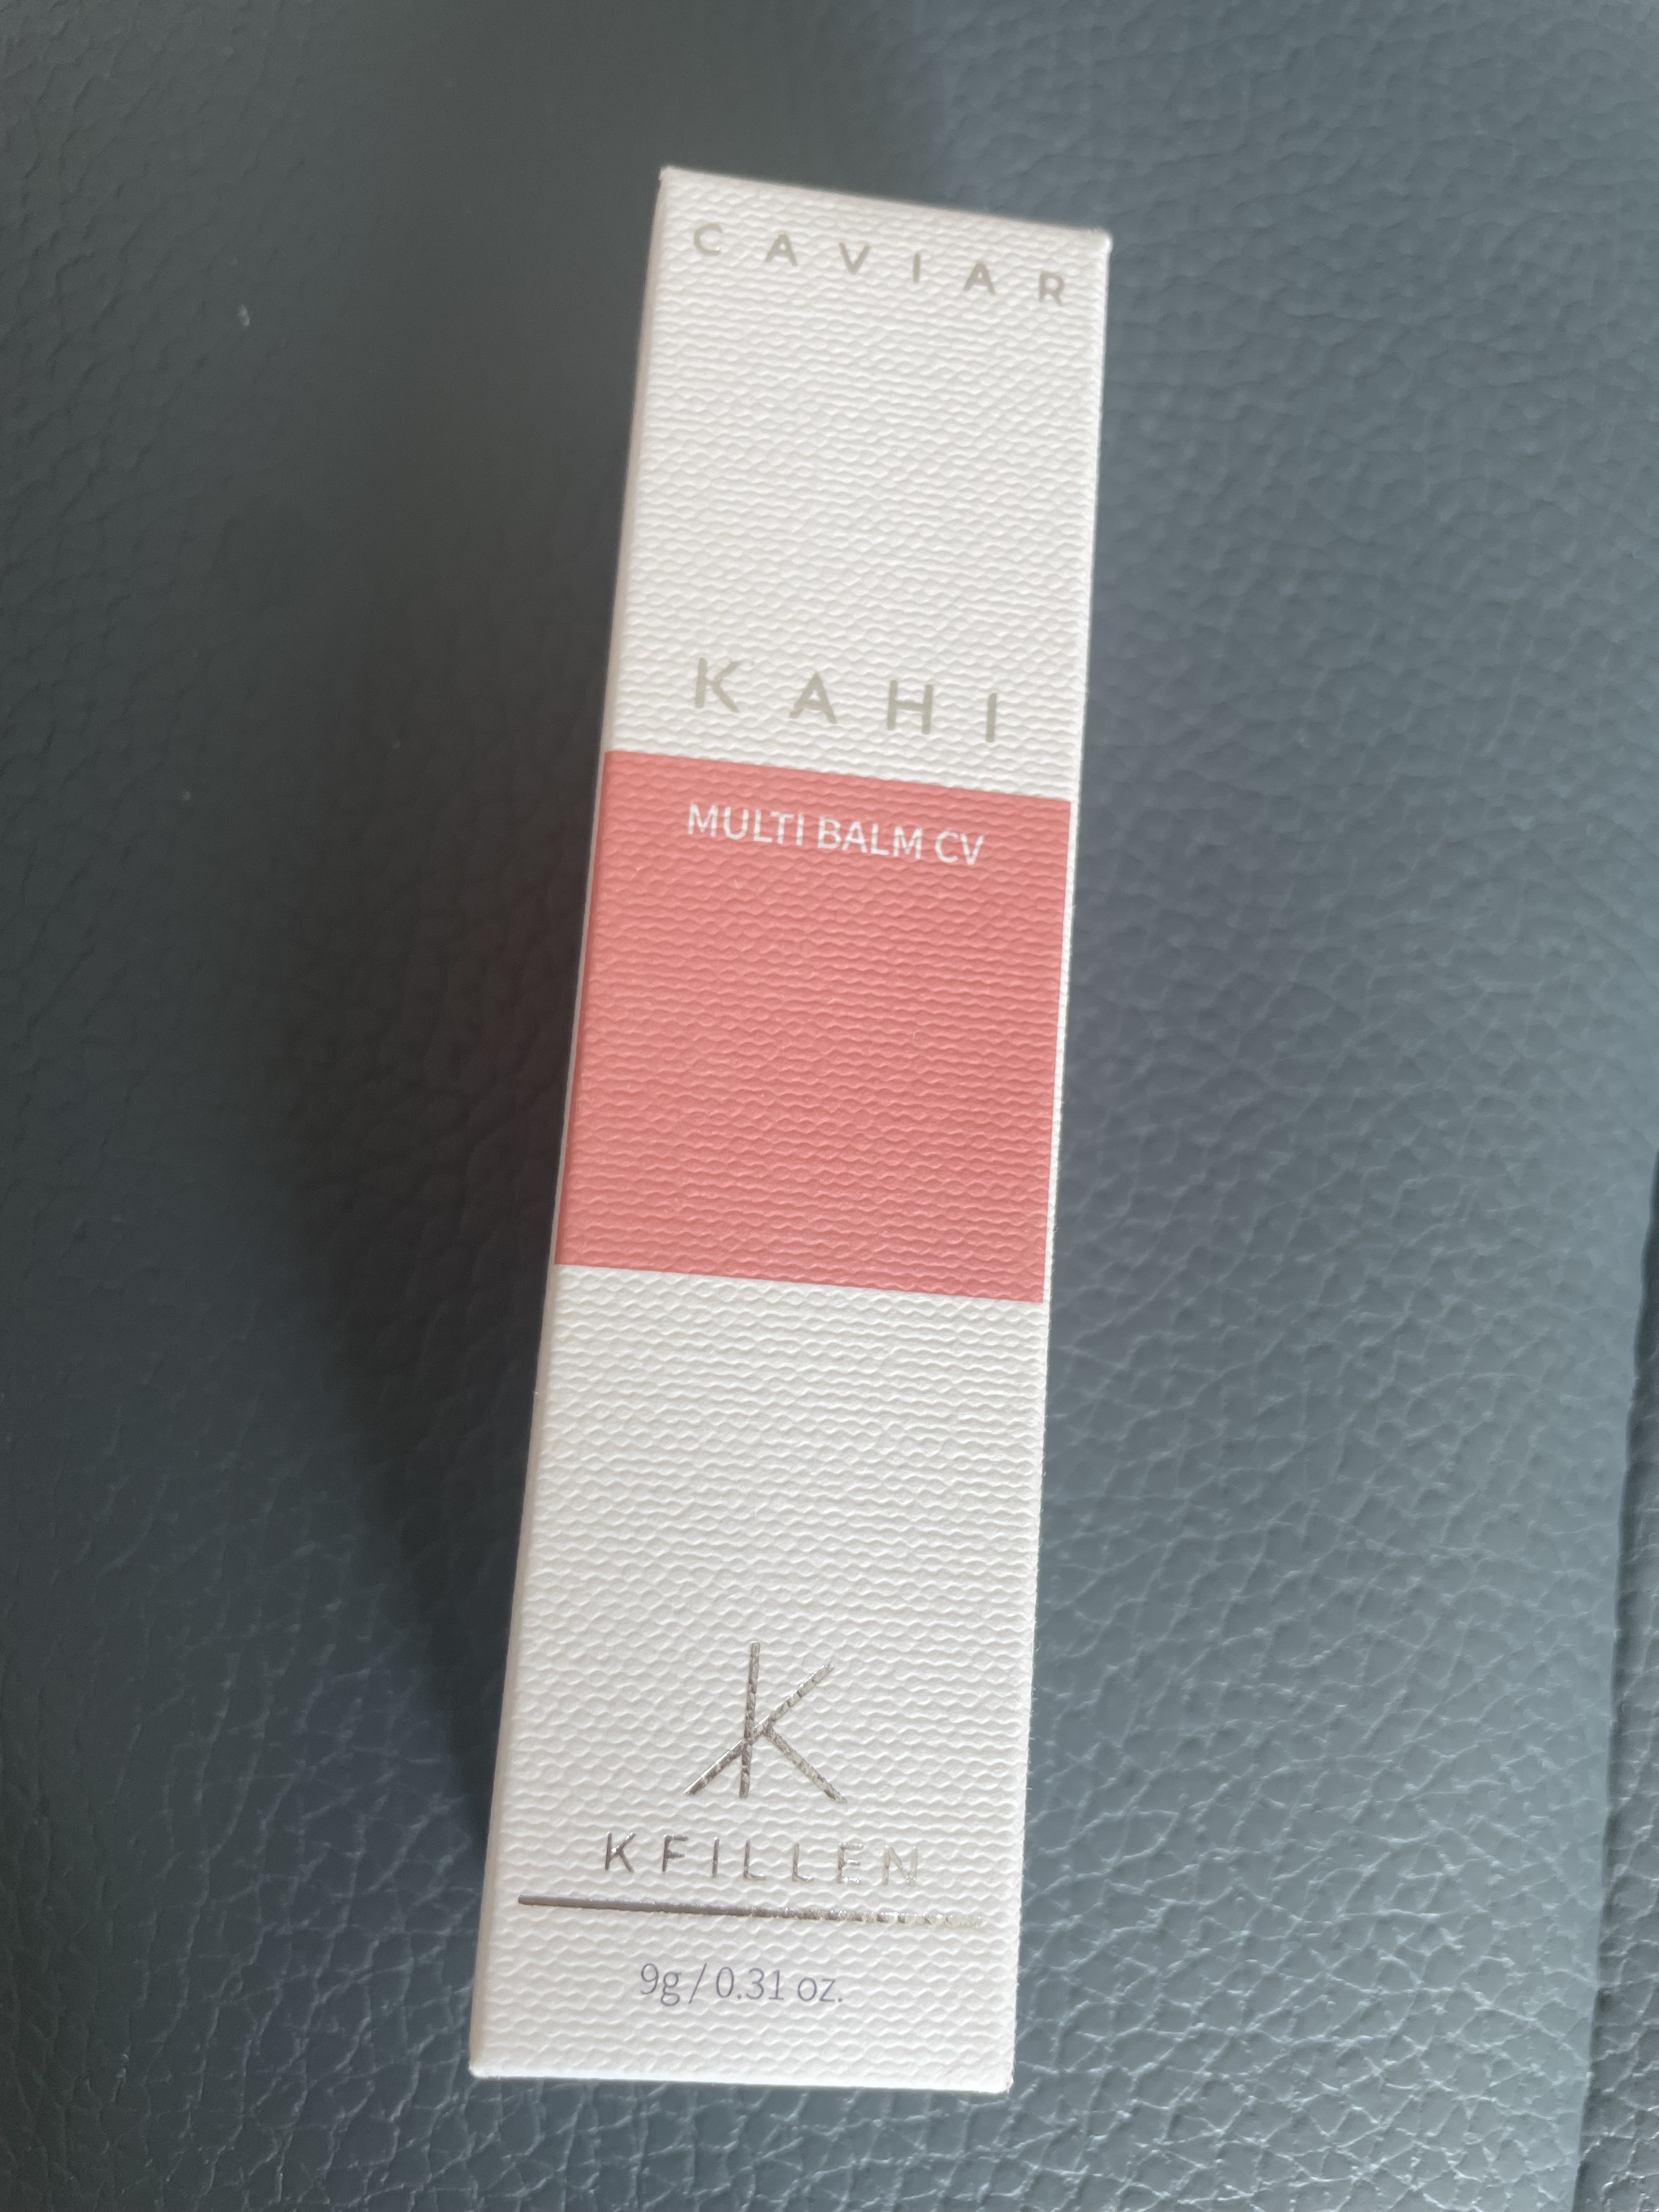 CAVIAR
KAHI
MULTI BALM CV
KFILLEN
9g / 0.31 oz.